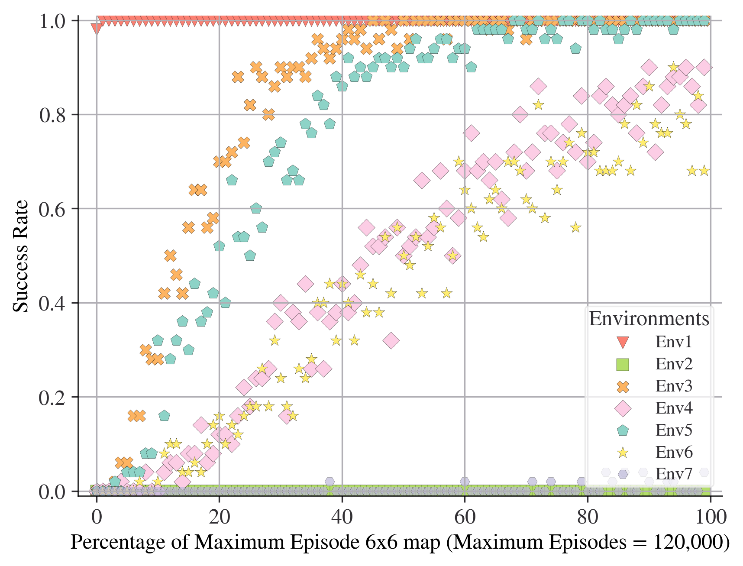 1.0
0.8
0.6
0.4
0.2
0.0
Success Rate
Environments
Env1
Env2
Env3
Env4
Env5
Env6
Env7
0 20 40 60 80 100
Percentage of Maximum Episode 6x6 map (Maximum Episodes = 120,000)